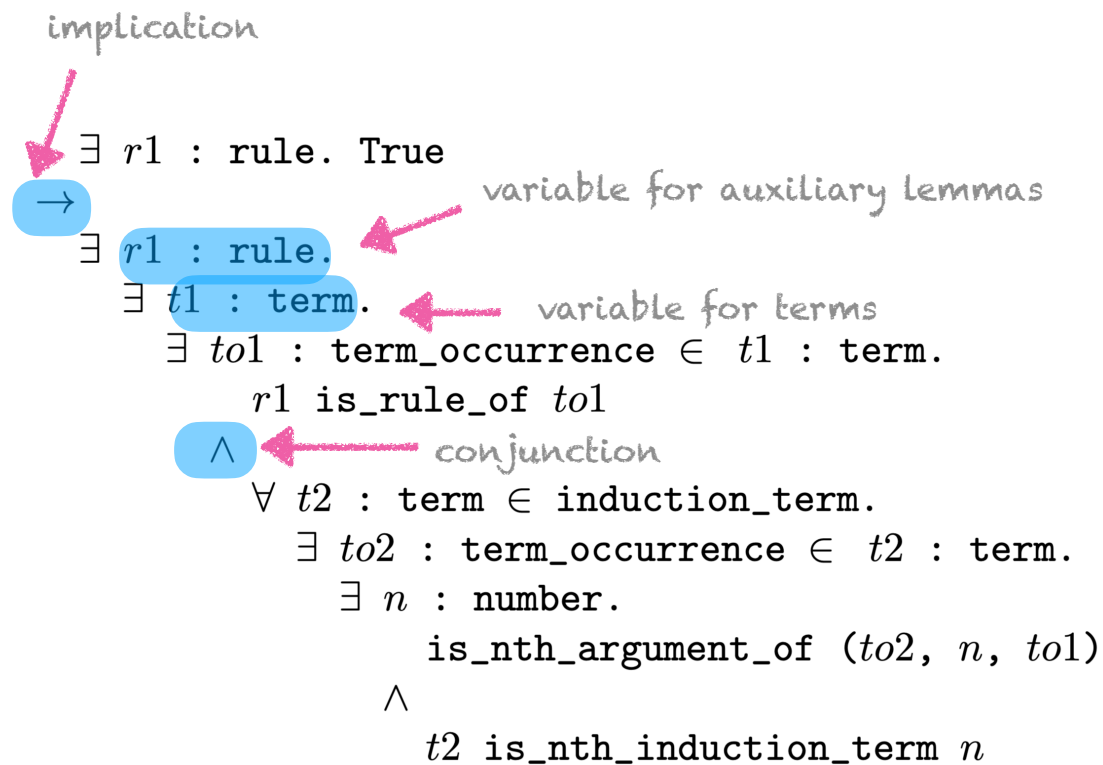 implication
∃ r1 : rule. True
→
variable for auxiliary lemmas
∃ r1 : rule.
∃ t1 : term.
variable for terms
∃ to1 : term_occurrence ∈ t1 : term.
r1 is_rule_of to1
∧
conjunction
∀ t2 : term ∈ induction_term.
∃ to2 : term_occurrence ∈ t2 : term.
∃ n : number.
is_nth_argument_of (to2, n, to1)
∧
t2 is_nth_induction_term n